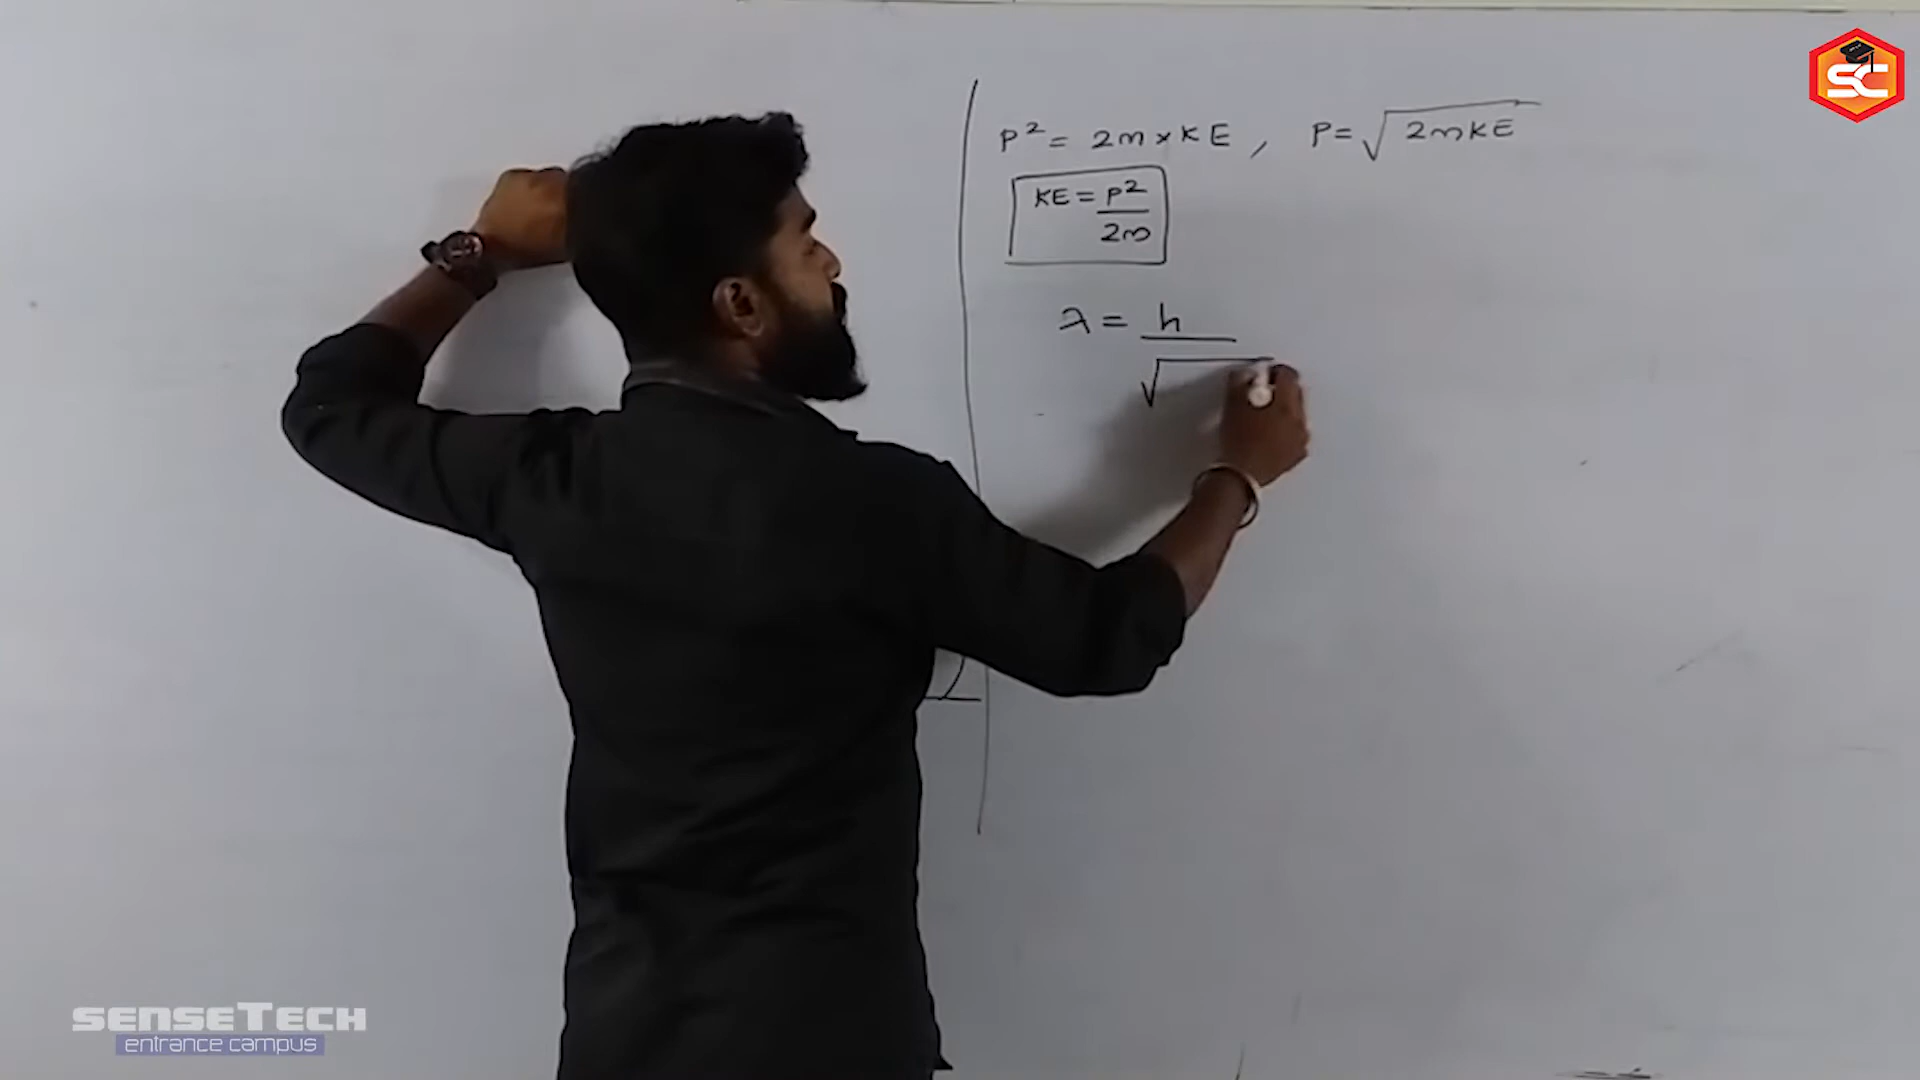 SC
P² = 2m × KE , P = √2mKE
KE = P²
2m
λ = h
√
SENSETECH
entrance campus